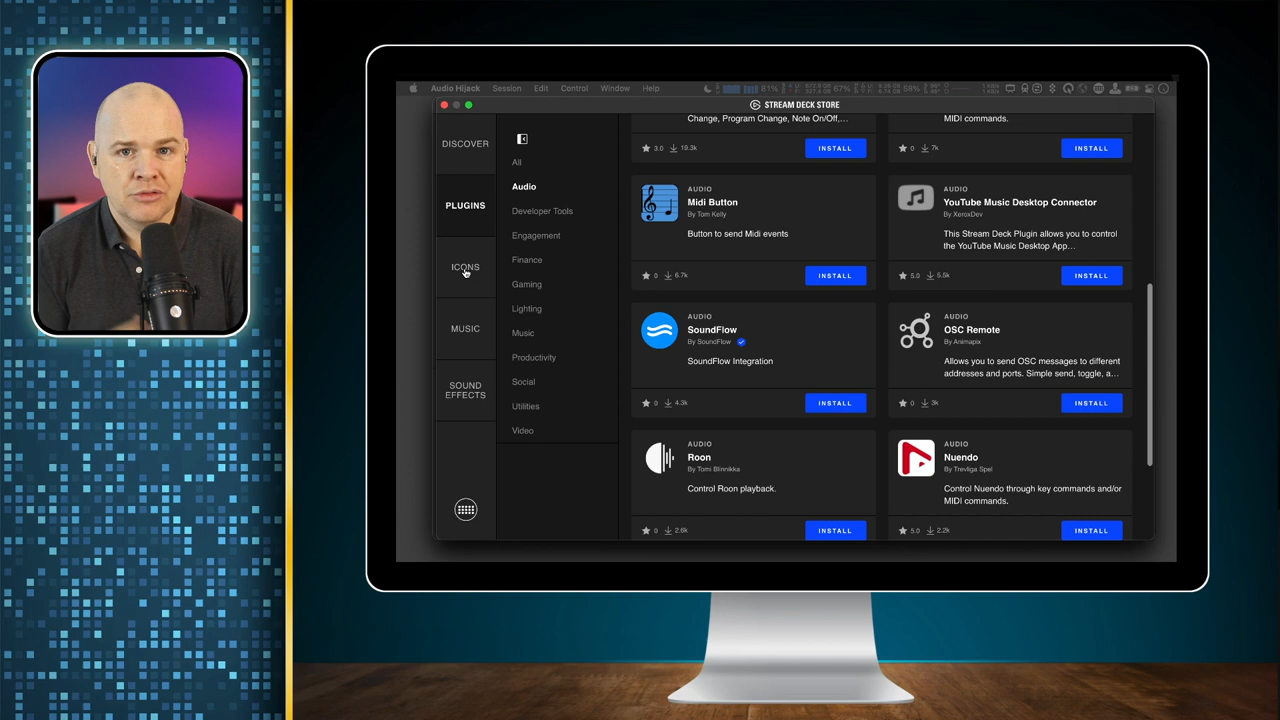 Audio Hijack Session Edit Control Window Help
81%
67%
68%
STREAM DECK STORE
DISCOVER
PLUGINS
ICONS
MUSIC
SOUND
EFFECTS
All
Audio
Developer Tools
Engagement
Finance
Gaming
Lighting
Music
Productivity
Social
Utilities
Video
Change, Program Change, Note On/Off,...
3.0 19.3k INSTALL
MIDI commands.
0 7k INSTALL
AUDIO
Midi Button
By Tom Kelly
Button to send Midi events
0 6.7k INSTALL
AUDIO
YouTube Music Desktop Connector
By XeroxDev
This Stream Deck Plugin allows you to control
the YouTube Music Desktop App...
5.0 5.5k INSTALL
AUDIO
SoundFlow
By SoundFlow
SoundFlow Integration
0 4.3k INSTALL
AUDIO
OSC Remote
By Animapix
Allows you to send OSC messages to different
addresses and ports. Simple send, toggle, a...
0 3k INSTALL
AUDIO
Roon
By Tomi Blinnikka
Control Roon playback.
0 2.6k INSTALL
AUDIO
Nuendo
By Trevliga Spel
Control Nuendo through key commands and/or
MIDI commands.
5.0 2.2k INSTALL